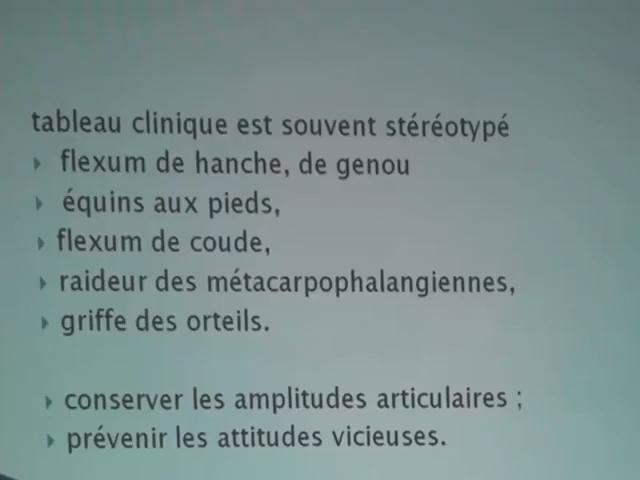 tableau clinique est souvent stéréotypé
flexum de hanche, de genou
équins aux pieds,
flexum de coude,
raideur des métacarpophalangiennes,
griffe des orteils.
conserver les amplitudes articulaires ;
prévenir les attitudes vicieuses.